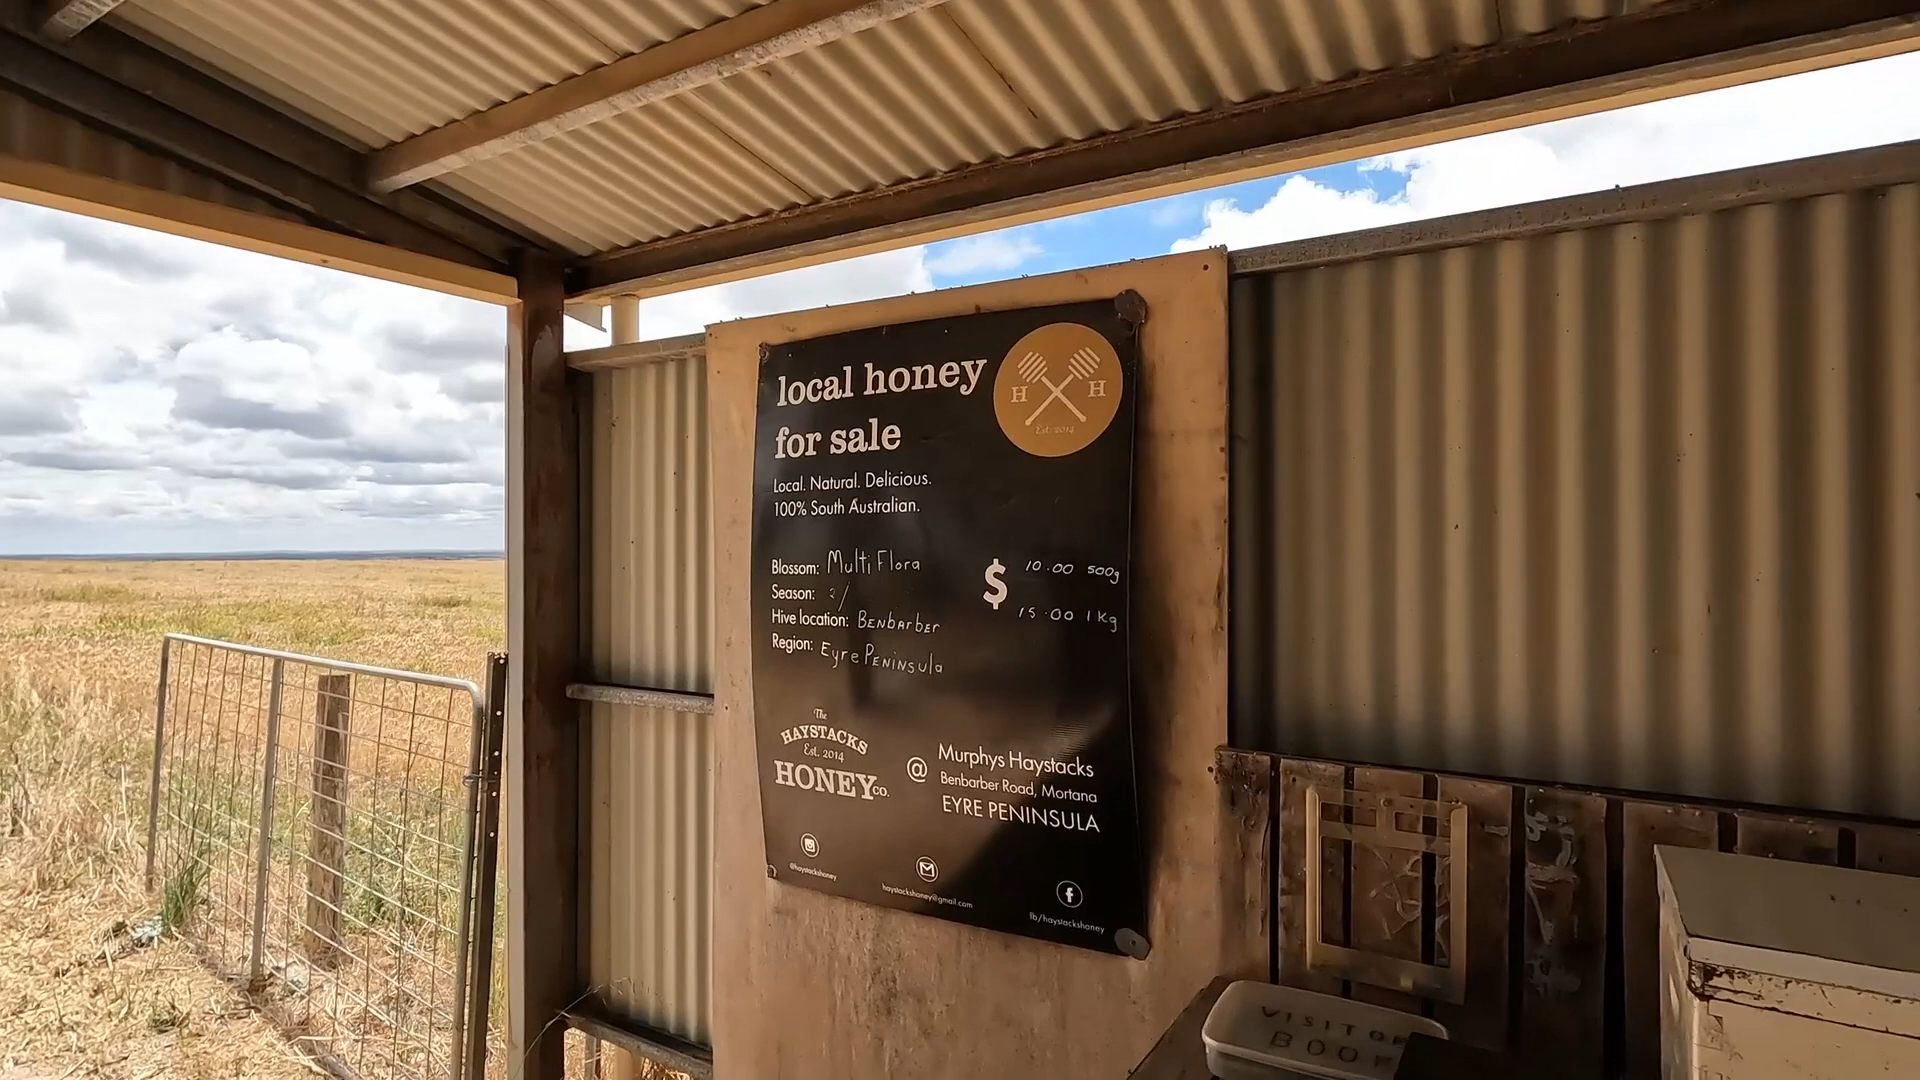 local honey
for sale
H H
Est. 2014
Local. Natural. Delicious.
100% South Australian.
Blossom: Multi Flora
Season:
Hive location: Benbarber
Region: Eyre Peninsula
$ 10.00 500g
15.00 1kg
The
HAYSTACKS
Est. 2014
HONEY CO.
@ Murphys Haystacks
Benbarber Road, Mortana
EYRE PENINSULA
@haystackshoney
haystackshoney@gmail.com
fb/haystackshoney
VISITOR
BOOK